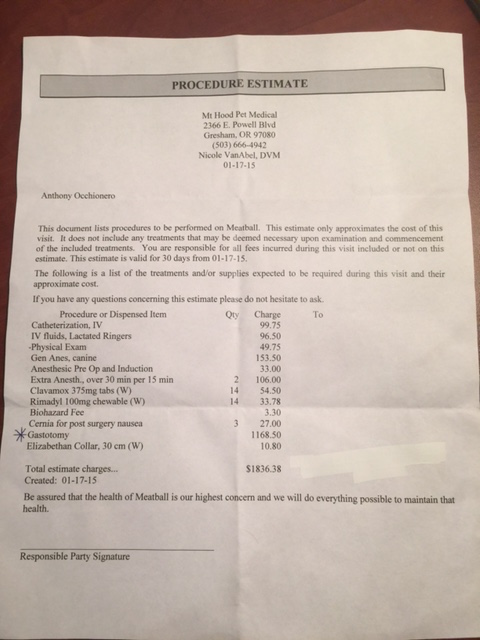 PROCEDURE ESTIMATE
Mt Hood Pet Medical
2366 E. Powell Blvd
Gresham, OR 97080
(503) 666-4942
Nicole VanAbel, DVM
01-17-15
Anthony Occhionero
This document lists procedures to be performed on Meatball. This estimate only approximates the cost of this
visit. It does not include any treatments that may be deemed necessary upon examination and commencement
of the included treatments. You are responsible for all fees incurred during this visit included or not on this
estimate. This estimate is valid for 30 days from 01-17-15.
The following is a list of the treatments and/or supplies expected to be required during this visit and their
approximate cost.
If you have any questions concerning this estimate please do not hesitate to ask.
Procedure or Dispensed Item Qty Charge To
Catheterization, IV 99.75
IV fluids, Lactated Ringers 96.50
-Physical Exam 49.75
Gen Anes, canine 153.50
Anesthesic Pre Op and Induction 33.00
Extra Anesth., over 30 min per 15 min 2 106.00
Clavamox 375mg tabs (W) 14 54.50
Rimadyl 100mg chewable (W) 14 33.78
Biohazard Fee 3.30
Cernia for post surgery nausea 3 27.00
* Gastotomy 1168.50
Elizabethan Collar, 30 cm (W) 10.80
Total estimate charges... $1836.38
Created: 01-17-15
Be assured that the health of Meatball is our highest concern and we will do everything possible to maintain that
health.
Responsible Party Signature